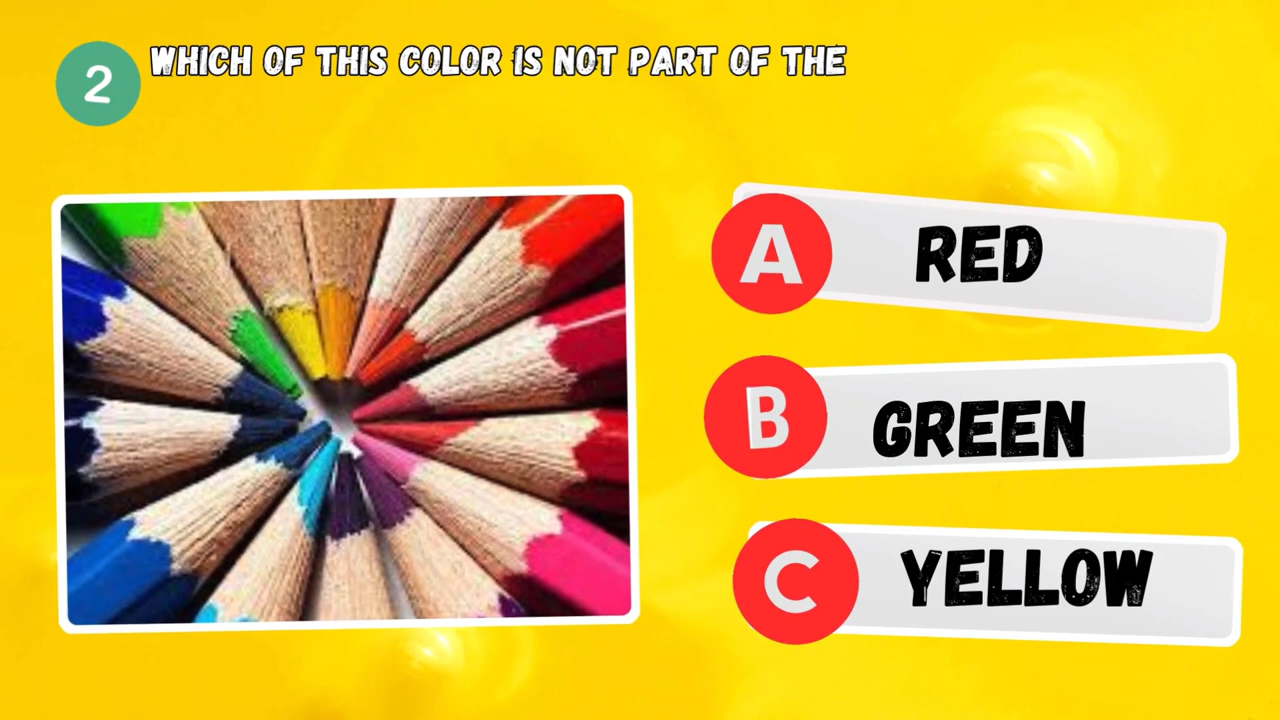 2
WHICH OF THIS COLOR IS NOT PART OF THE
A
RED
B
GREEN
C
YELLOW